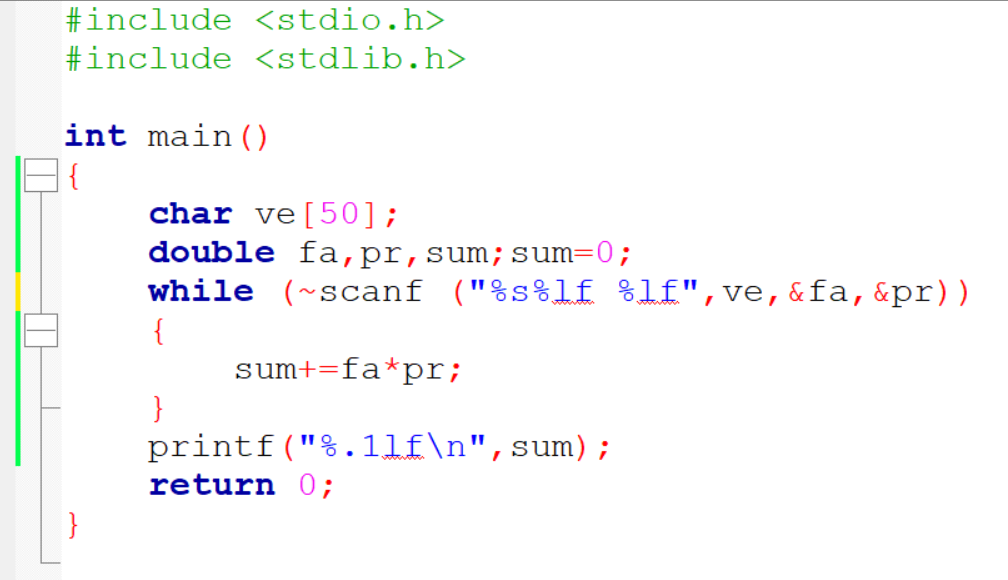 #include <stdio.h>
#include <stdlib.h>
int main()
{
char ve[50];
double fa,pr,sum;sum=0;
while (~scanf ("%s%lf %lf",ve,&fa,&pr))
{
sum+=fa*pr;
}
printf("%.1lf\n",sum);
return 0;
}